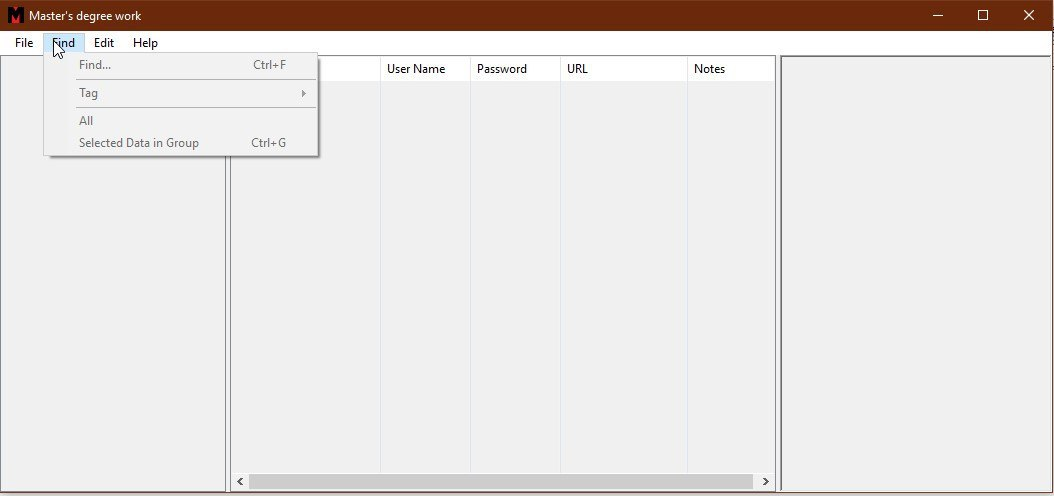 Master's degree work
File Find Edit Help
Find... Ctrl+F
Tag
All
Selected Data in Group Ctrl+G
User Name Password URL Notes